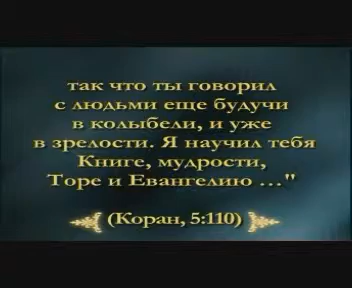 так что ты говорил
с людьми еще будучи
в колыбели, и уже
в зрелости. Я научил тебя
Книге, мудрости,
Торе и Евангелию ..."
(Коран, 5:110)